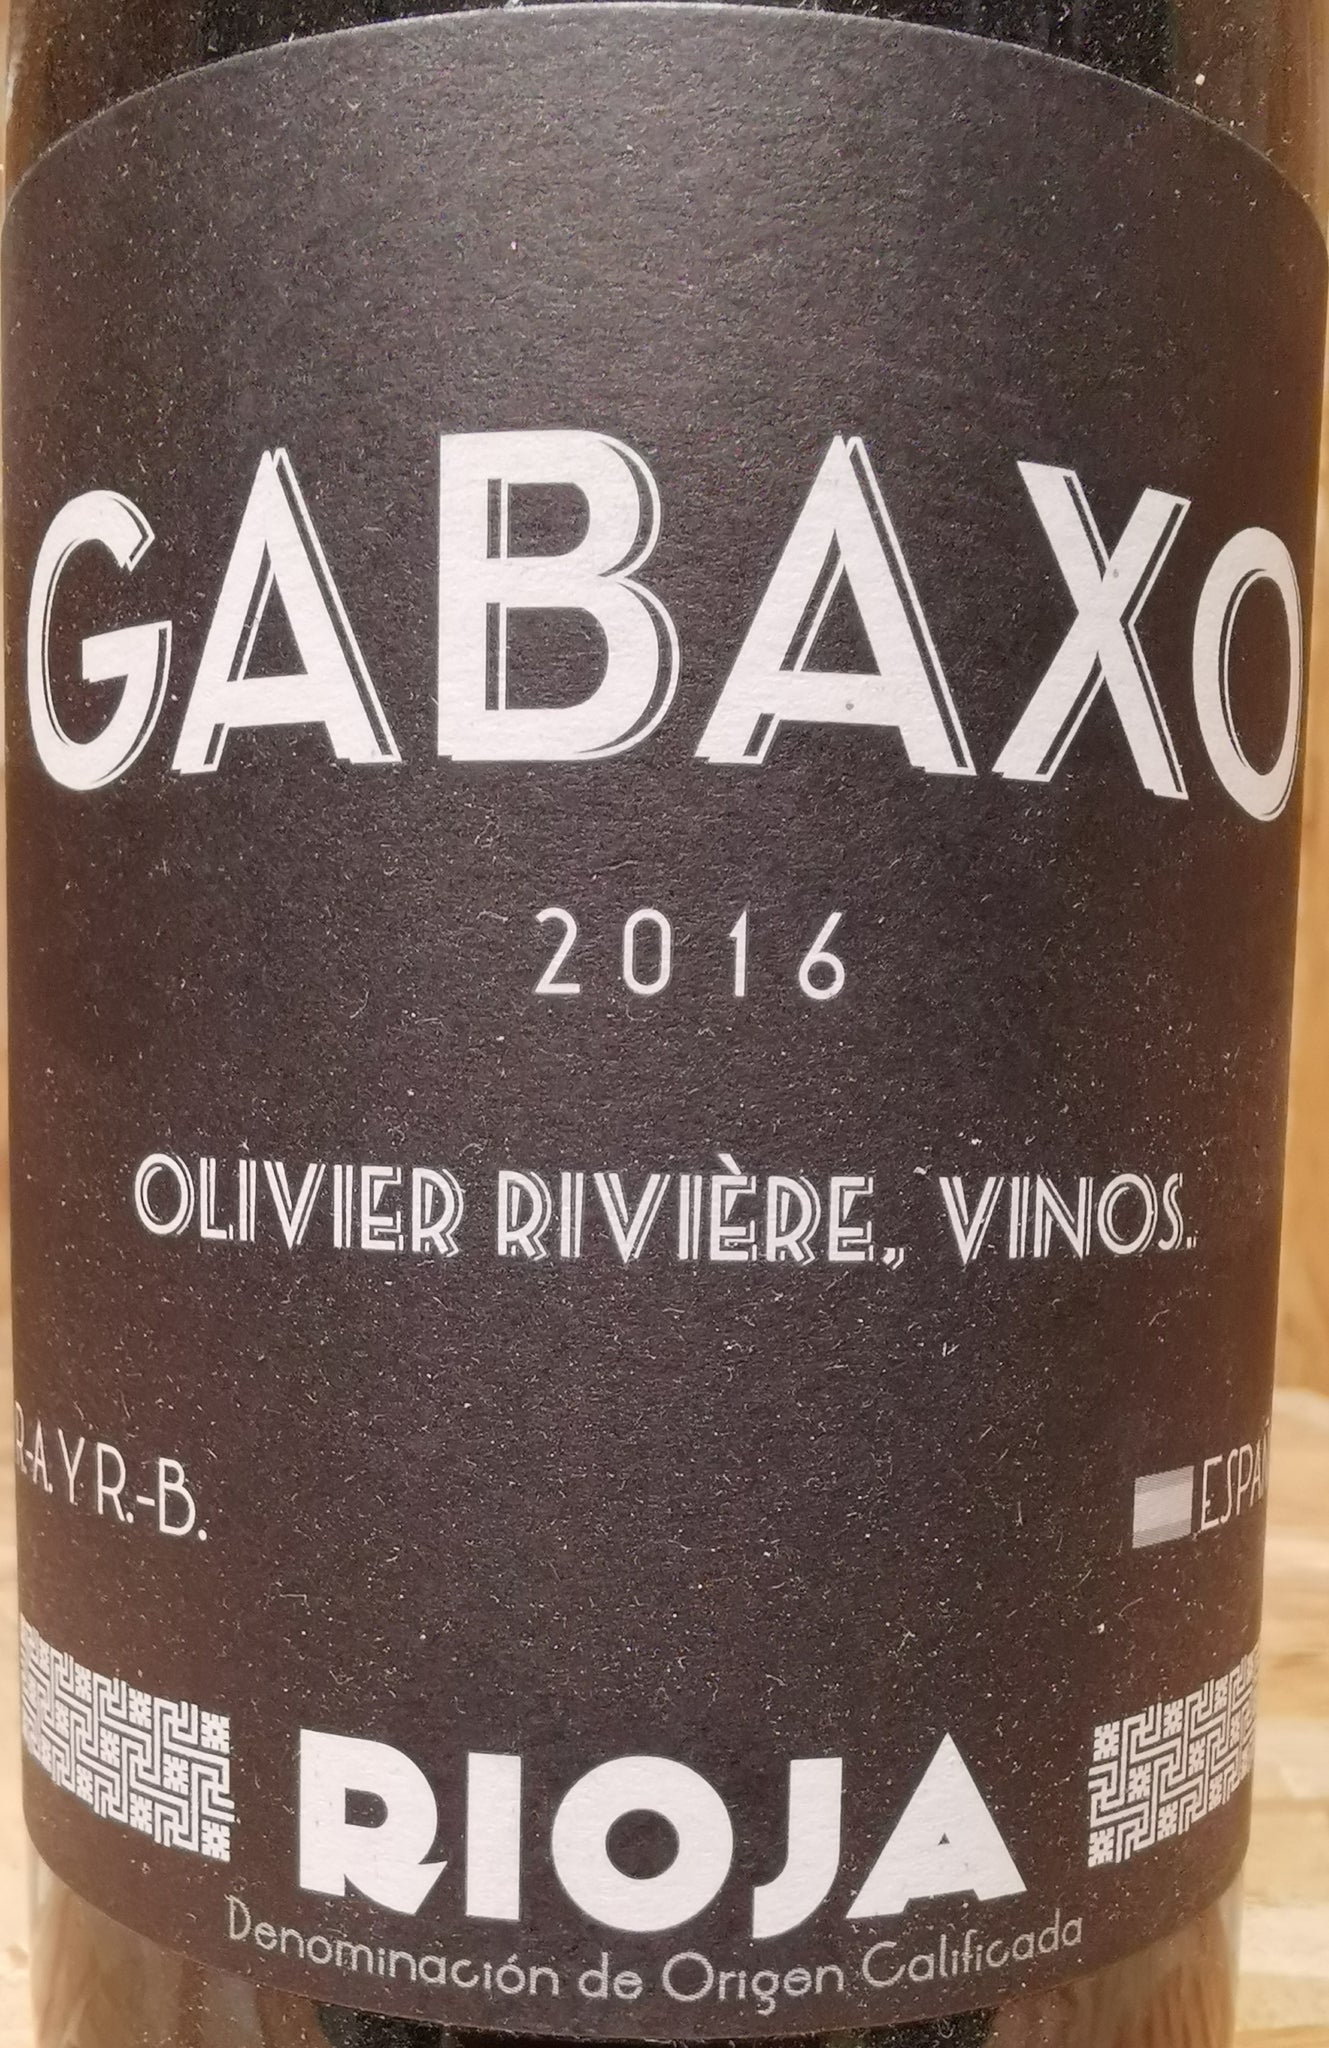 GABAXO
2016
OLIVIER RIVIÈRE., VINOS.
R.-A. Y R.-B.
RIOJA
Denominación de Origen Calificada